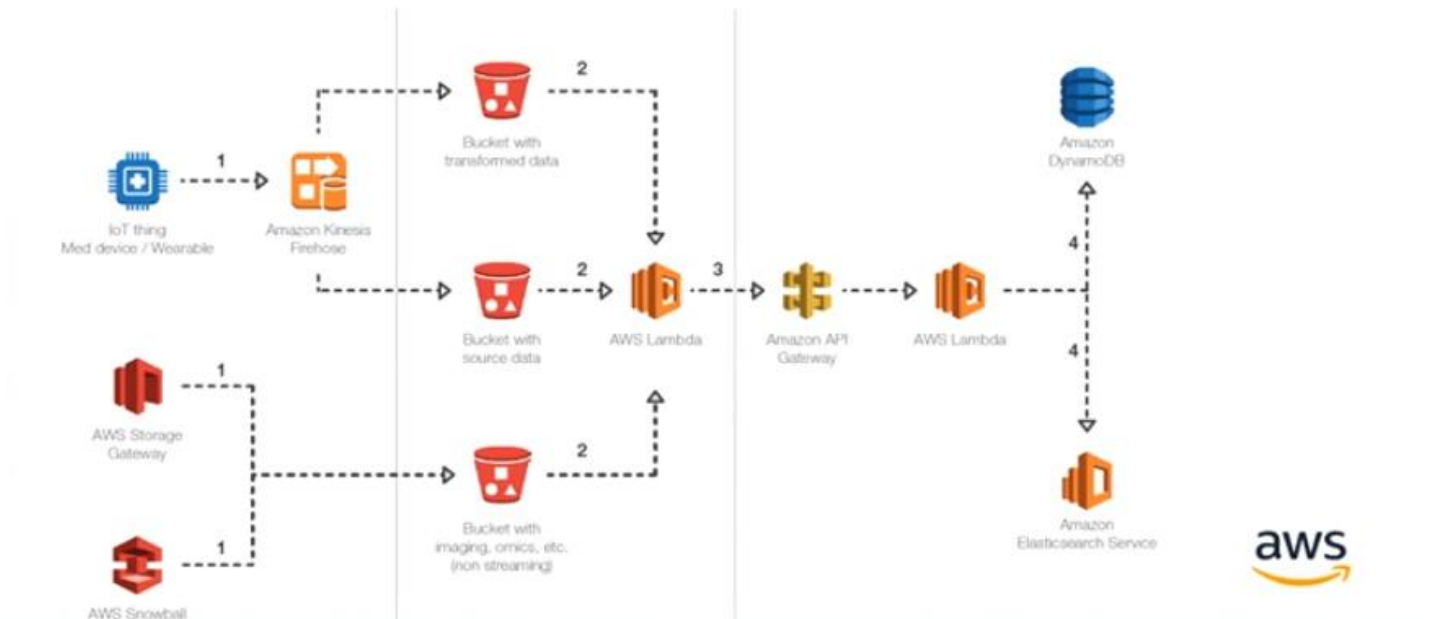 2
Bucket with
transformed data
Amazon
DynamoDB
1
IoT thing
Med device / Wearable
Amazon Kinesis
Firehose
4
2
3
Bucket with
source data
AWS Lambda
Amazon API
Gateway
AWS Lambda
4
1
AWS Storage
Gateway
2
Bucket with
imaging, omics, etc.
(non streaming)
Amazon
Elasticsearch Service
1
AWS Snowball
aws